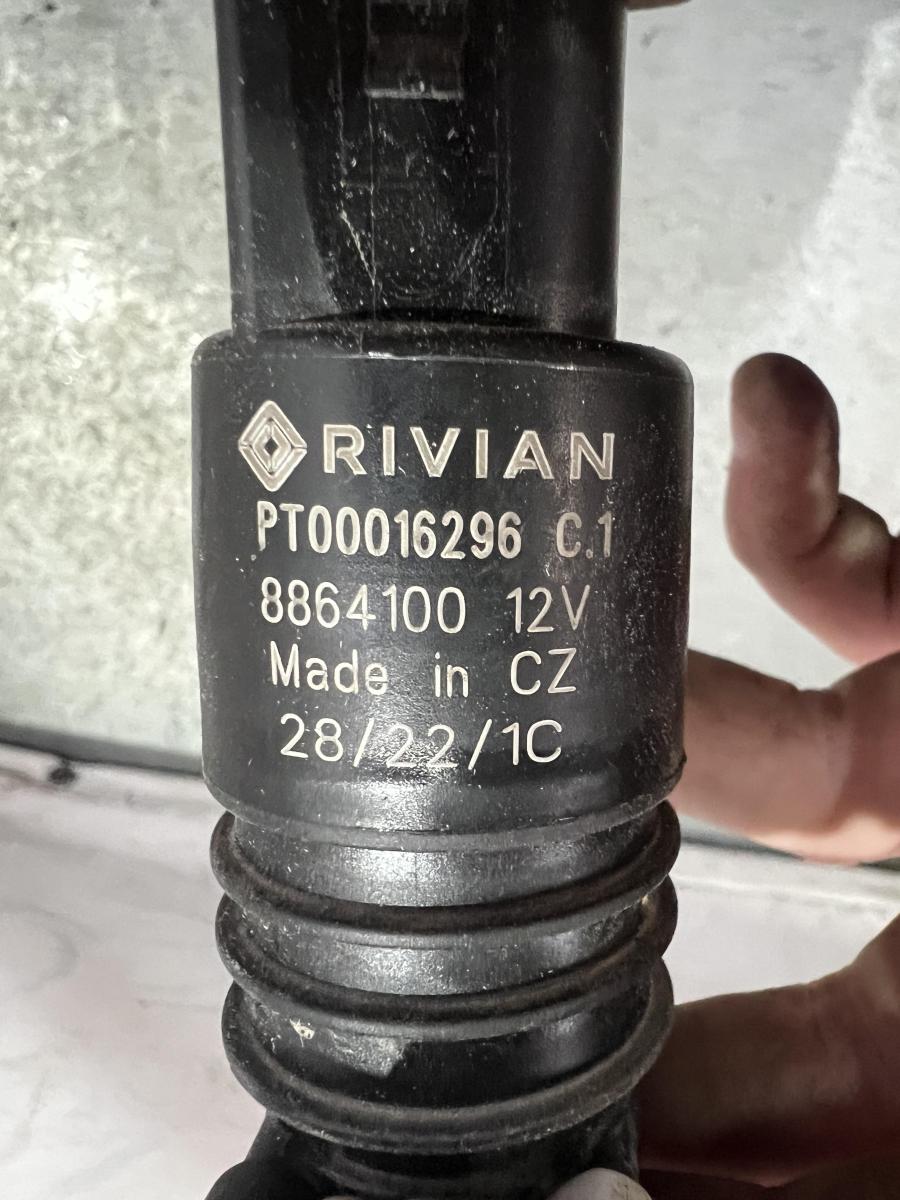 RIVIAN
PT00016296 C.1
8864100 12V
Made in CZ
28/22/1C